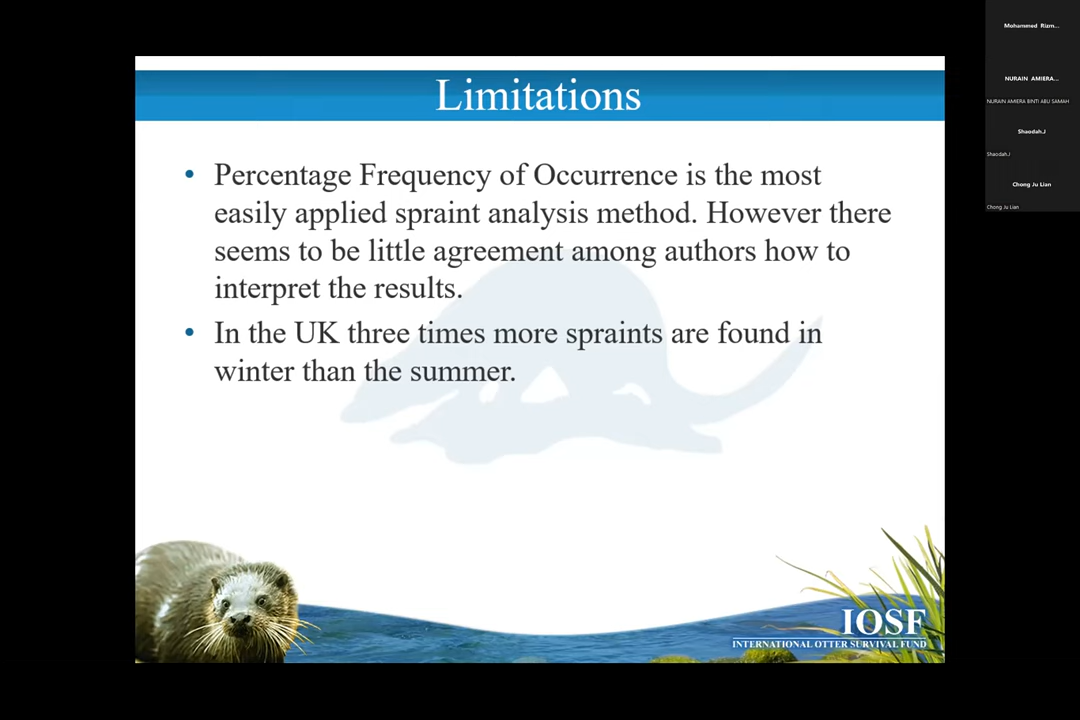 Limitations
• Percentage Frequency of Occurrence is the most
easily applied spraint analysis method. However there
seems to be little agreement among authors how to
interpret the results.
• In the UK three times more spraints are found in
winter than the summer.
IOSF
INTERNATIONAL OTTER SURVIVAL FUND
Mohammed Rizm...
NURAIN AMIERA...
NURAIN AMIERA BINTI ABU SAMAH
Shaodah.J
Shaodah.J
Chong Ju Lian
Chong Ju Lian